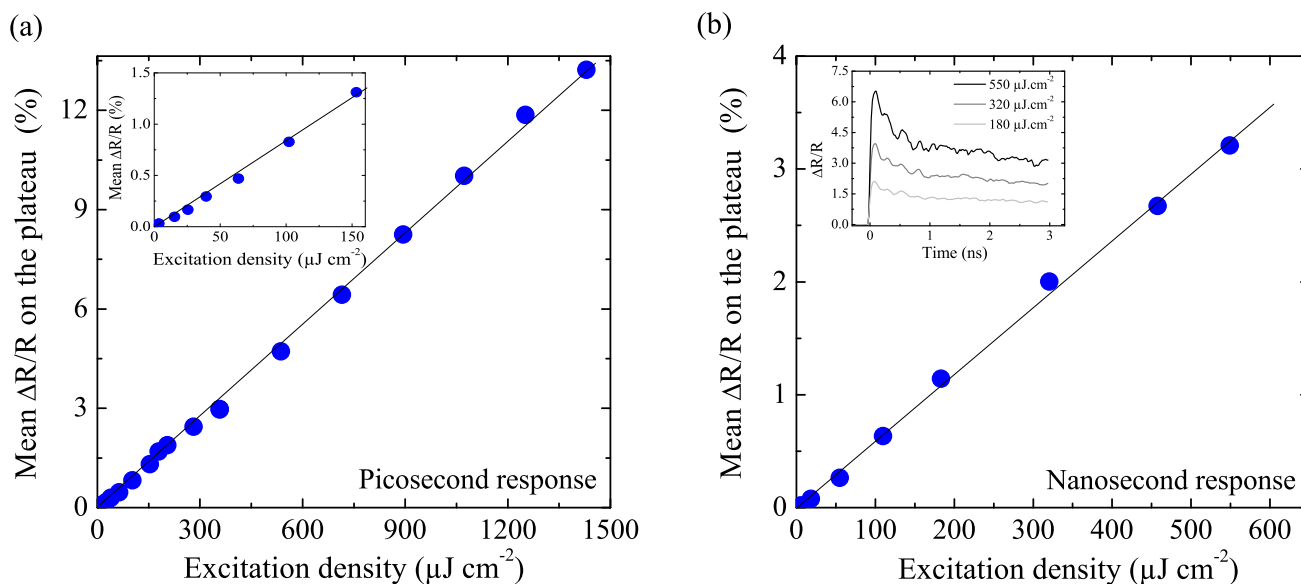 (a)
Mean ΔR/R on the plateau (%)
12
9
6
3
0
0 300 600 900 1200 1500
Excitation density (μJ cm⁻²)
Picosecond response
Mean ΔR/R (%)
1.5
1.0
0.5
0.0
0 50 100 150
Excitation density (μJ cm⁻²)
(b)
Mean ΔR/R on the plateau (%)
4
3
2
1
0
0 100 200 300 400 500 600
Excitation density (μJ cm⁻²)
Nanosecond response
ΔR/R
7.5
6.0
4.5
3.0
1.5
0.0
0 1 2 3
Time (ns)
550 μJ.cm⁻²
320 μJ.cm⁻²
180 μJ.cm⁻²